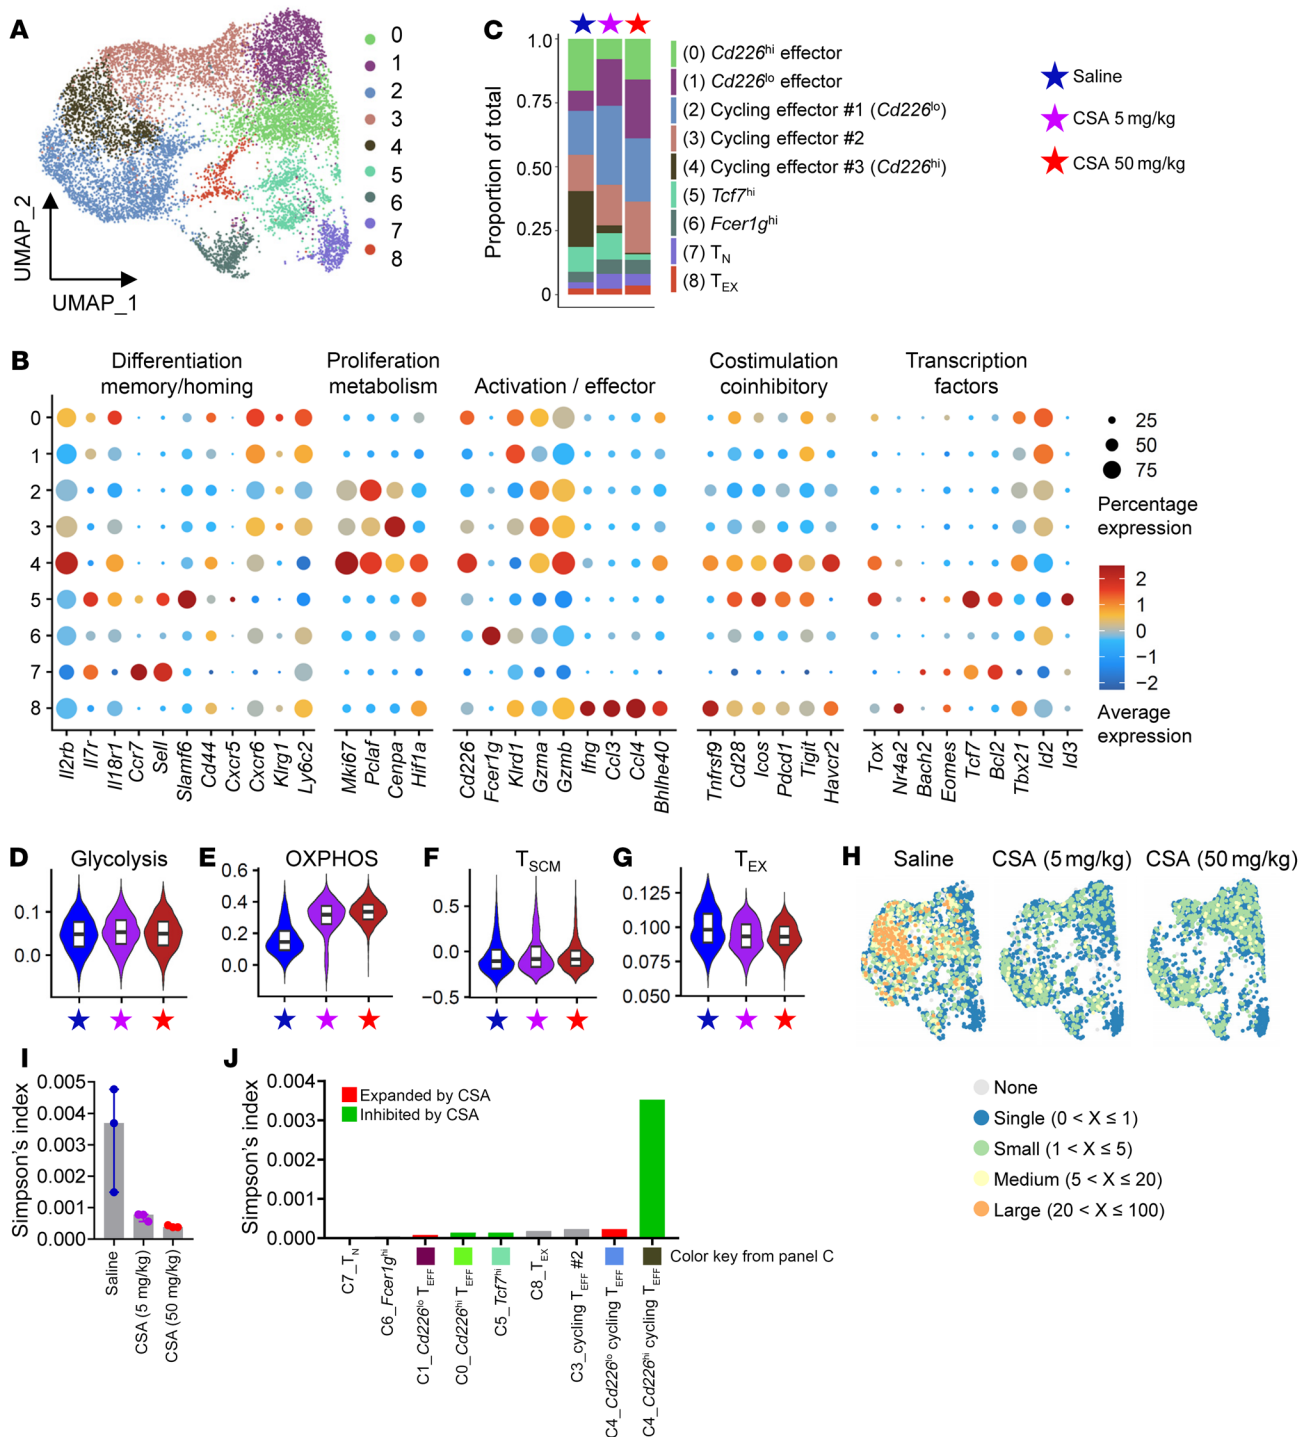 A
0
1
2
3
4
5
6
7
8
UMAP_2
UMAP_1
C
Proportion of total
1.0
0.75
0.50
0.25
0
(0) Cd226hi effector
(1) Cd226lo effector
(2) Cycling effector #1 (Cd226lo)
(3) Cycling effector #2
(4) Cycling effector #3 (Cd226hi)
(5) Tcf7hi
(6) Fcer1ghi
(7) TN
(8) TEX
Saline
CSA 5 mg/kg
CSA 50 mg/kg
B
Differentiation
memory/homing
Proliferation
metabolism
Activation / effector
Costimulation
coinhibitory
Transcription
factors
0
1
2
3
4
5
6
7
8
Il2rb
Il7r
Il18r1
Ccr7
Sell
Slamf6
Cd44
Cxcr5
Cxcr6
Klrg1
Ly6c2
Mki67
Pclaf
Cenpa
Hif1a
Cd226
Fcer1g
Klrd1
Gzma
Gzmb
Ifng
Ccl3
Ccl4
Bhlhe40
Tnfrsf9
Cd28
Icos
Pdcd1
Tigit
Havcr2
Tox
Nr4a2
Bach2
Eomes
Tcf7
Bcl2
Tbx21
Id2
Id3
25
50
75
Percentage
expression
2
1
0
−1
−2
Average
expression
D
Glycolysis
0.1
0.0
E
OXPHOS
0.6
0.4
0.2
0.0
F
TSCM
0.5
0.0
−0.5
G
TEX
0.125
0.100
0.075
0.050
H
Saline
CSA (5 mg/kg)
CSA (50 mg/kg)
None
Single (0 < X ≤ 1)
Small (1 < X ≤ 5)
Medium (5 < X ≤ 20)
Large (20 < X ≤ 100)
I
Simpson's index
0.005
0.004
0.003
0.002
0.001
0.000
Saline
CSA (5 mg/kg)
CSA (50 mg/kg)
J
Simpson's index
0.004
0.003
0.002
0.001
0.000
Expanded by CSA
Inhibited by CSA
Color key from panel C
C7_TN
C6_Fcer1ghi
C1_Cd226lo TEFF
C0_Cd226hi TEFF
C5_Tcf7hi
C8_TEX
C3_cycling TEFF #2
C4_Cd226lo cycling TEFF
C4_Cd226hi cycling TEFF